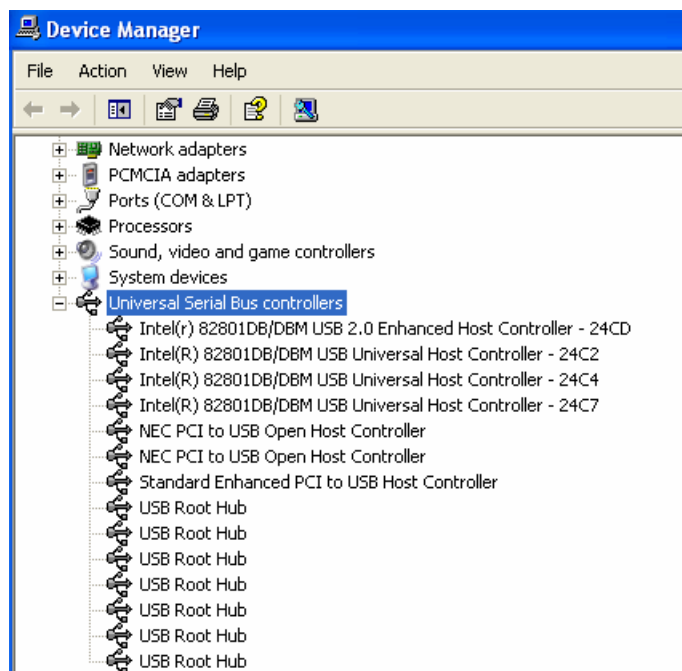 Device Manager
File Action View Help
Network adapters
PCMCIA adapters
Ports (COM & LPT)
Processors
Sound, video and game controllers
System devices
Universal Serial Bus controllers
Intel(r) 82801DB/DBM USB 2.0 Enhanced Host Controller - 24CD
Intel(R) 82801DB/DBM USB Universal Host Controller - 24C2
Intel(R) 82801DB/DBM USB Universal Host Controller - 24C4
Intel(R) 82801DB/DBM USB Universal Host Controller - 24C7
NEC PCI to USB Open Host Controller
NEC PCI to USB Open Host Controller
Standard Enhanced PCI to USB Host Controller
USB Root Hub
USB Root Hub
USB Root Hub
USB Root Hub
USB Root Hub
USB Root Hub
USB Root Hub